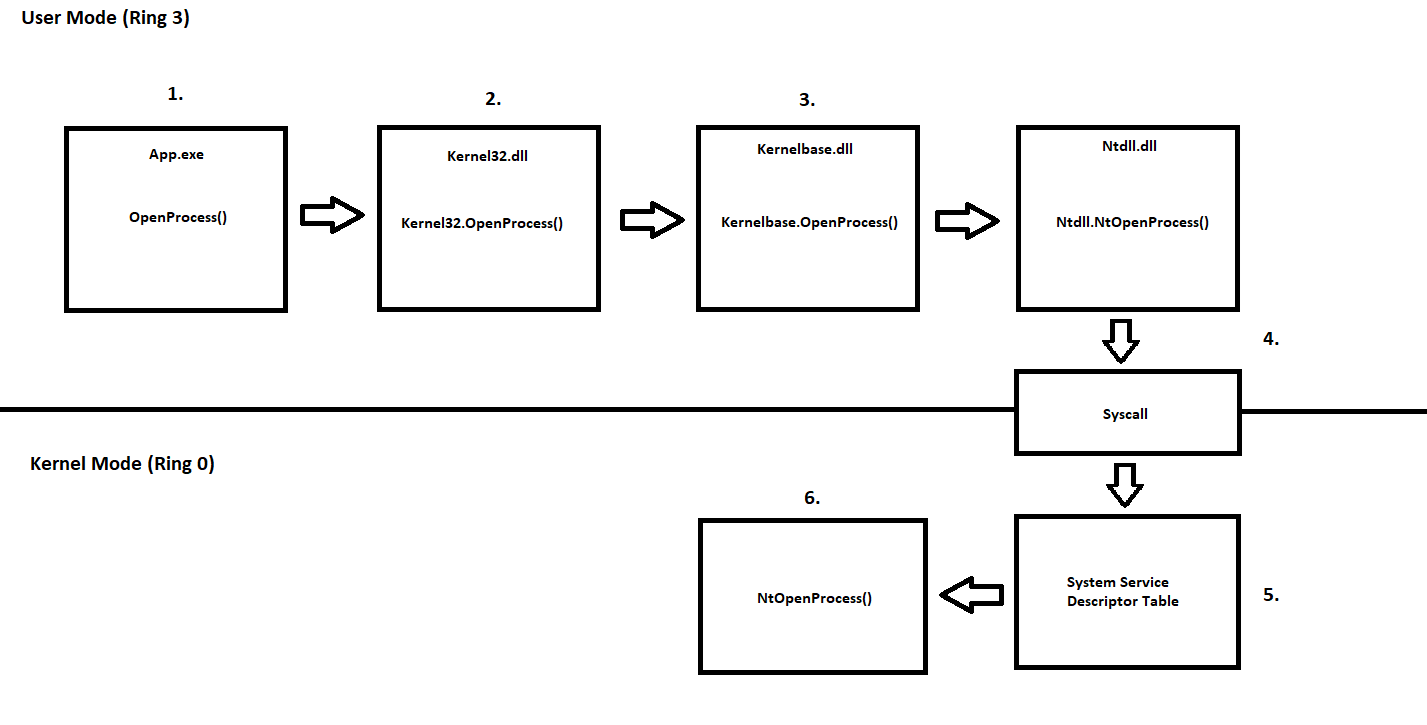 User Mode (Ring 3)
1.
2.
3.
App.exe
Kernel32.dll
Kernelbase.dll
Ntdll.dll
OpenProcess()
Kernel32.OpenProcess()
Kernelbase.OpenProcess()
Ntdll.NtOpenProcess()
4.
Syscall
Kernel Mode (Ring 0)
6.
NtOpenProcess()
System Service
Descriptor Table
5.